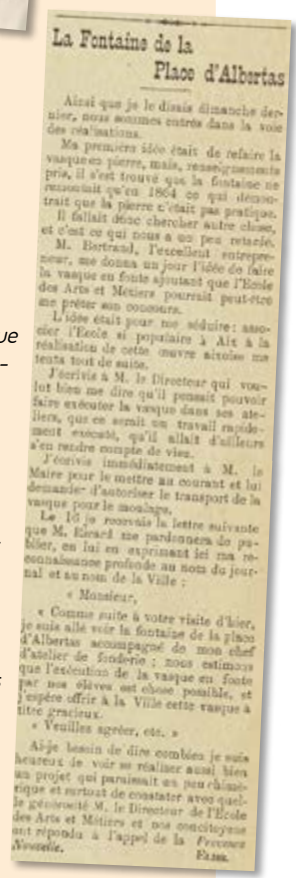 La Fontaine de la
Place d'Albertas
Ainsi que je le disais dimanche der-
nier, nous sommes entrés dans la voie
des réalisations.
Ma première idée était de refaire la
vasque en pierre, mais, renseignements
pris, il s'est trouvé que la fontaine ne
remontait qu'en 1864 ce qui démon-
trait que la pierre n'était pas pratique.
Il fallait donc chercher autre chose,
et c'est ce qui nous a un peu retardé.
M. Bertrand, l'excellent entrepre-
neur, me donna un jour l'idée de faire
la vasque en fonte ajoutant que l'Ecole
des Arts et Métiers pourrait peut-être
me prêter son concours.
L'idée était pour me séduire : asso-
cier l'Ecole si populaire à Aix à la
réalisation de cette œuvre aixoise me
tenta tout de suite.
J'écrivis à M. le Directeur qui vou-
lut bien me dire qu'il pensait pouvoir
faire exécuter la vasque dans ses ate-
liers, que ce serait un travail rapide-
ment exécuté, qu'il allait d'ailleurs
s'en rendre compte de visu.
J'écrivis immédiatement à M. le
Maire pour le mettre au courant et lui
demander d'autoriser le transport de la
vasque pour le moulage.
Le 16 je recevais la lettre suivante
que M. Ricard me pardonnera de pu-
blier, en lui en exprimant ici ma re-
connaissance profonde au nom du jour-
nal et au nom de la Ville :
« Monsieur,
« Comme suite à votre visite d'hier,
je suis allé voir la fontaine de la place
d'Albertas accompagné de mon chef
d'atelier de fonderie ; nous estimons
que l'exécution de la vasque en fonte
par nos élèves est chose possible, et
j'espère offrir à la Ville cette vasque à
titre gracieux.
« Veuillez agréer, etc. »
Ai-je besoin de dire combien je suis
heureux de voir se réaliser aussi bien
un projet qui paraissait un peu chimé-
rique et surtout de constater avec quel-
le générosité M. le Directeur de l'Ecole
des Arts et Métiers et nos concitoyens
ont répondu à l'appel de la Provence
Nouvelle.
ue